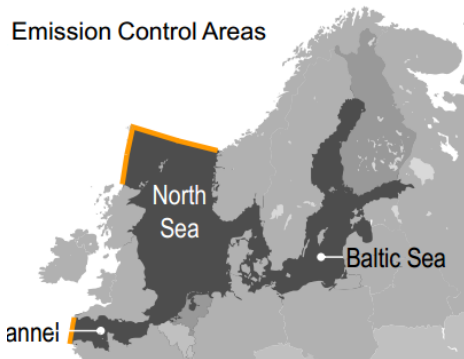 Emission Control Areas
North
Sea
Baltic Sea
annel